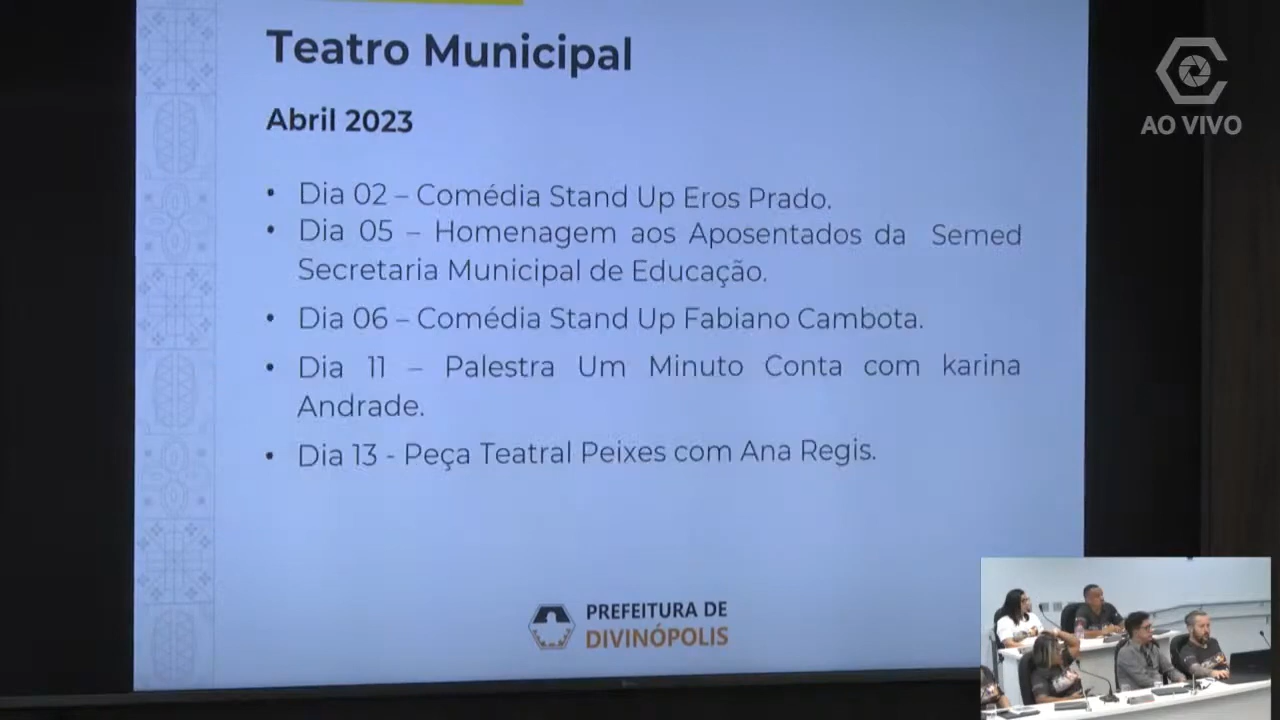 Teatro Municipal
AO VIVO
Abril 2023
• Dia 02 – Comédia Stand Up Eros Prado.
• Dia 05 – Homenagem aos Aposentados da Semed
Secretaria Municipal de Educação.
• Dia 06 – Comédia Stand Up Fabiano Cambota.
• Dia 11 – Palestra Um Minuto Conta com karina
Andrade.
• Dia 13 - Peça Teatral Peixes com Ana Regis.
PREFEITURA DE
DIVINÓPOLIS